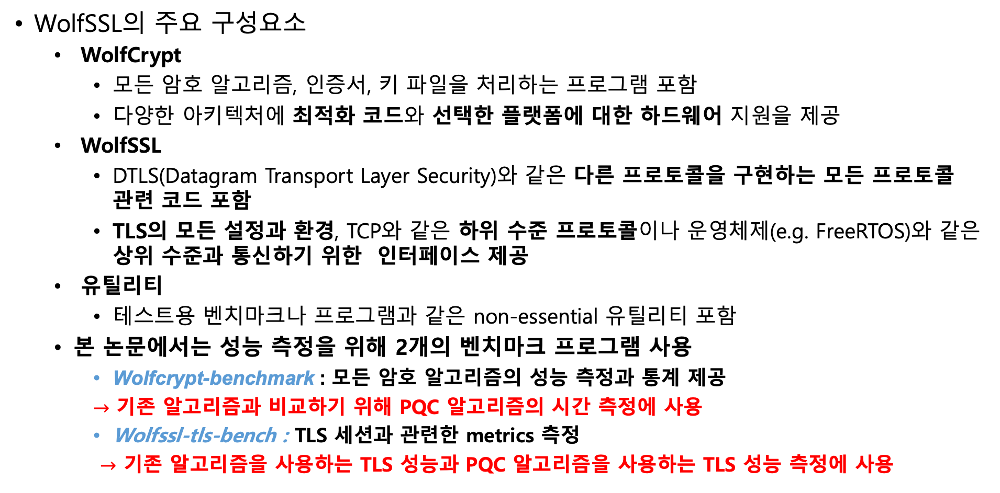 • WolfSSL의 주요 구성요소
• WolfCrypt
• 모든 암호 알고리즘, 인증서, 키 파일을 처리하는 프로그램 포함
• 다양한 아키텍처에 최적화 코드와 선택한 플랫폼에 대한 하드웨어 지원을 제공
• WolfSSL
• DTLS(Datagram Transport Layer Security)와 같은 다른 프로토콜을 구현하는 모든 프로토콜
관련 코드 포함
• TLS의 모든 설정과 환경, TCP와 같은 하위 수준 프로토콜이나 운영체제(e.g. FreeRTOS)와 같은
상위 수준과 통신하기 위한 인터페이스 제공
• 유틸리티
• 테스트용 벤치마크나 프로그램과 같은 non-essential 유틸리티 포함
• 본 논문에서는 성능 측정을 위해 2개의 벤치마크 프로그램 사용
• Wolfcrypt-benchmark : 모든 암호 알고리즘의 성능 측정과 통계 제공
→ 기존 알고리즘과 비교하기 위해 PQC 알고리즘의 시간 측정에 사용
• Wolfssl-tls-bench : TLS 세션과 관련한 metrics 측정
→ 기존 알고리즘을 사용하는 TLS 성능과 PQC 알고리즘을 사용하는 TLS 성능 측정에 사용